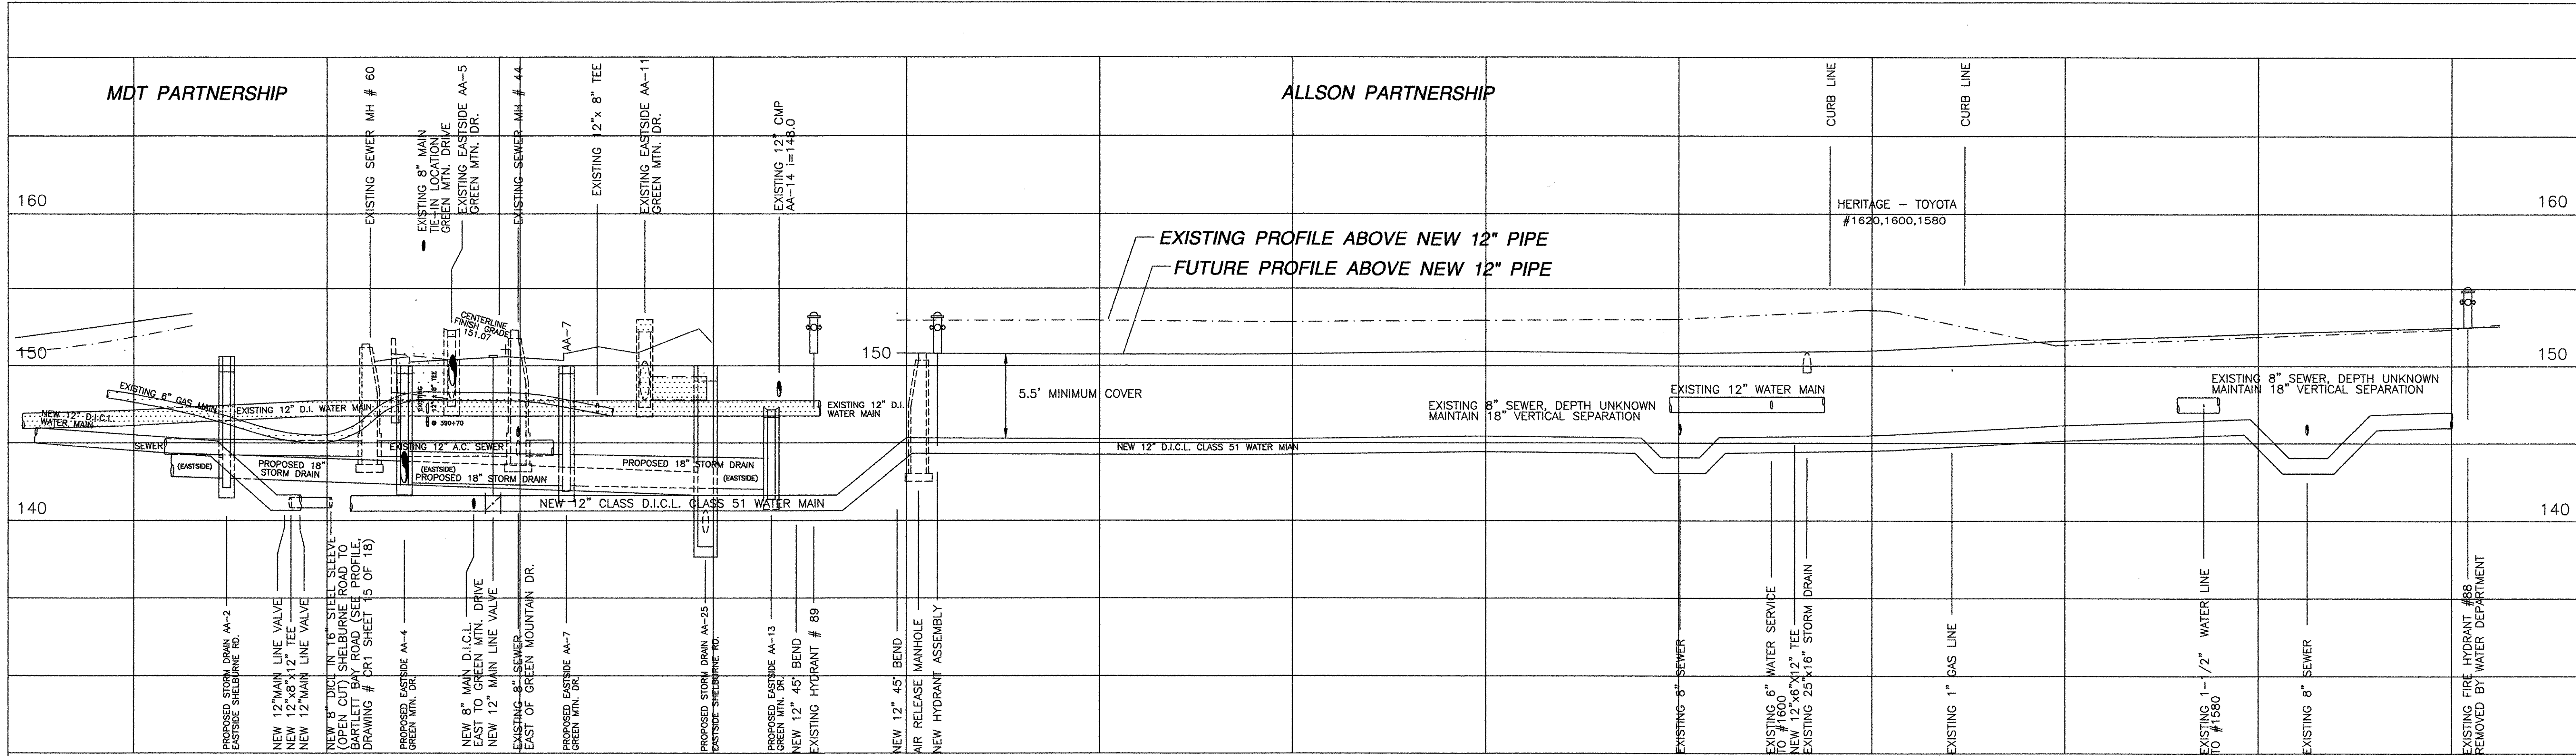 MDT PARTNERSHIP
ALLSON PARTNERSHIP
EXISTING SEWER MH # 60
EXISTING 8" MAIN
TIE-IN LOCATION
GREEN MTN. DRIVE
EXISTING EASTSIDE AA-5
GREEN MTN. DR.
EXISTING SEWER MH # 44
EXISTING 12"x 8" TEE
EXISTING EASTSIDE AA-11
GREEN MTN. DR.
EXISTING 12" CMP
AA-14 i=148.0
CURB LINE
CURB LINE
160
160
HERITAGE - TOYOTA
#1620,1600,1580
EXISTING PROFILE ABOVE NEW 12" PIPE
FUTURE PROFILE ABOVE NEW 12" PIPE
CENTERLINE
FINISH GRADE
151.07
AA-7
150
150
150
5.5' MINIMUM COVER
EXISTING 6" GAS MAIN
NEW 12" D.I.C.L.
WATER MAIN
EXISTING 12" D.I. WATER MAIN
EXISTING
12"x 8" TEE
@ 390+70
EXISTING 12" D.I.
WATER MAIN
EXISTING 12" WATER MAIN
EXISTING 8" SEWER, DEPTH UNKNOWN
MAINTAIN 18" VERTICAL SEPARATION
EXISTING 8" SEWER, DEPTH UNKNOWN
MAINTAIN 18" VERTICAL SEPARATION
SEWER
EXISTING 12" A.C. SEWER
NEW 12" D.I.C.L. CLASS 51 WATER MIAN
(EASTSIDE)
PROPOSED 18"
STORM DRAIN
(EASTSIDE)
PROPOSED 18" STORM DRAIN
PROPOSED 18" STORM DRAIN
(EASTSIDE)
NEW 12" CLASS D.I.C.L. CLASS 51 WATER MAIN
140
140
PROPOSED STORM DRAIN AA-2
EASTSIDE SHELBURNE RD.
NEW 12"MAIN LINE VALVE
NEW 12"x8"x12" TEE
NEW 12"MAIN LINE VALVE
NEW 8" DICL IN 16" STEEL SLEEVE
(OPEN CUT) SHELBURNE ROAD TO
BARTLETT BAY ROAD (SEE PROFILE,
DRAWING # CR1 SHEET 15 OF 18)
PROPOSED EASTSIDE AA-4
GREEN MTN. DR.
NEW 8" MAIN D.I.C.L.
EAST TO GREEN MTN. DRIVE
NEW 12" MAIN LINE VALVE
EXISTING 8" SEWER
EAST OF GREEN MOUNTAIN DR.
PROPOSED EASTSIDE AA-7
GREEN MTN. DR.
PROPOSED STORM DRAIN AA-25
EASTSIDE SHELBURNE RD.
PROPOSED EASTSIDE AA-13
GREEN MTN. DR.
NEW 12" 45° BEND
EXISTING HYDRANT # 89
NEW 12" 45° BEND
AIR RELEASE MANHOLE
NEW HYDRANT ASSEMBLY
EXISTING 8" SEWER
EXISTING 6" WATER SERVICE
TO #1600
NEW 12"x6"X12" TEE
EXISTING 25"x16" STORM DRAIN
EXISTING 1" GAS LINE
EXISTING 1-1/2" WATER LINE
TO #1580
EXISTING 8" SEWER
EXISTING FIRE HYDRANT #88
REMOVED BY WATER DEPARTMENT